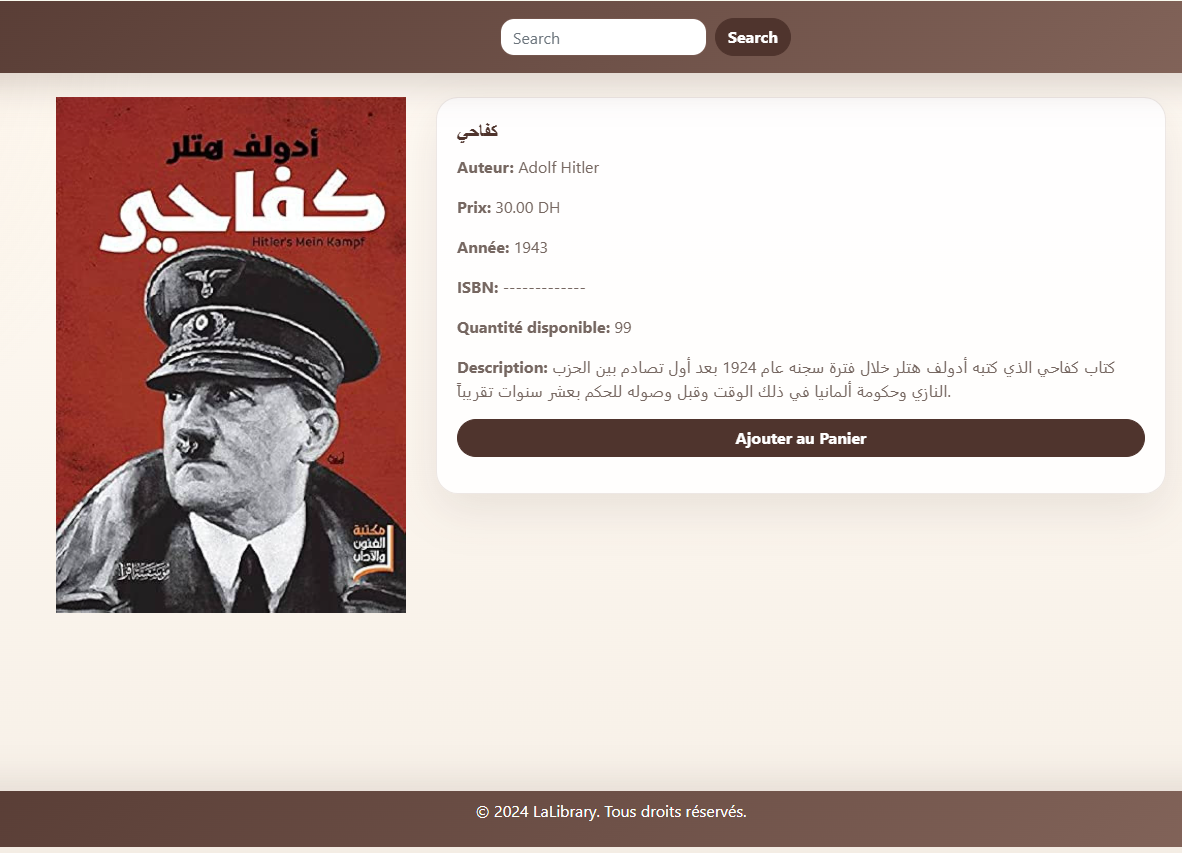 Search
Search
أدولف هتلر
كفاحي
Hitler's Mein Kampf
مكتبة
الفنون
والآداب
مؤسسة اقرأ
كفاحي
Auteur: Adolf Hitler
Prix: 30.00 DH
Année: 1943
ISBN: -------------
Quantité disponible: 99
Description: كتاب كفاحي الذي كتبه أدولف هتلر خلال فترة سجنه عام 1924 بعد أول تصادم بين الحزب
النازي وحكومة ألمانيا في ذلك الوقت وقبل وصوله للحكم بعشر سنوات تقريباً.
Ajouter au Panier
© 2024 LaLibrary. Tous droits réservés.